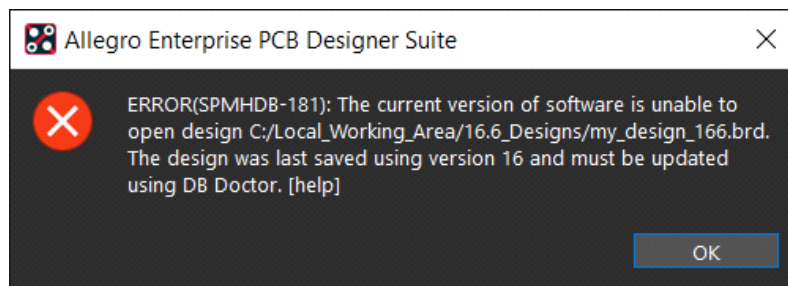 Allegro Enterprise PCB Designer Suite
ERROR(SPMHDB-181): The current version of software is unable to
open design C:/Local_Working_Area/16.6_Designs/my_design_166.brd.
The design was last saved using version 16 and must be updated
using DB Doctor. [help]
OK